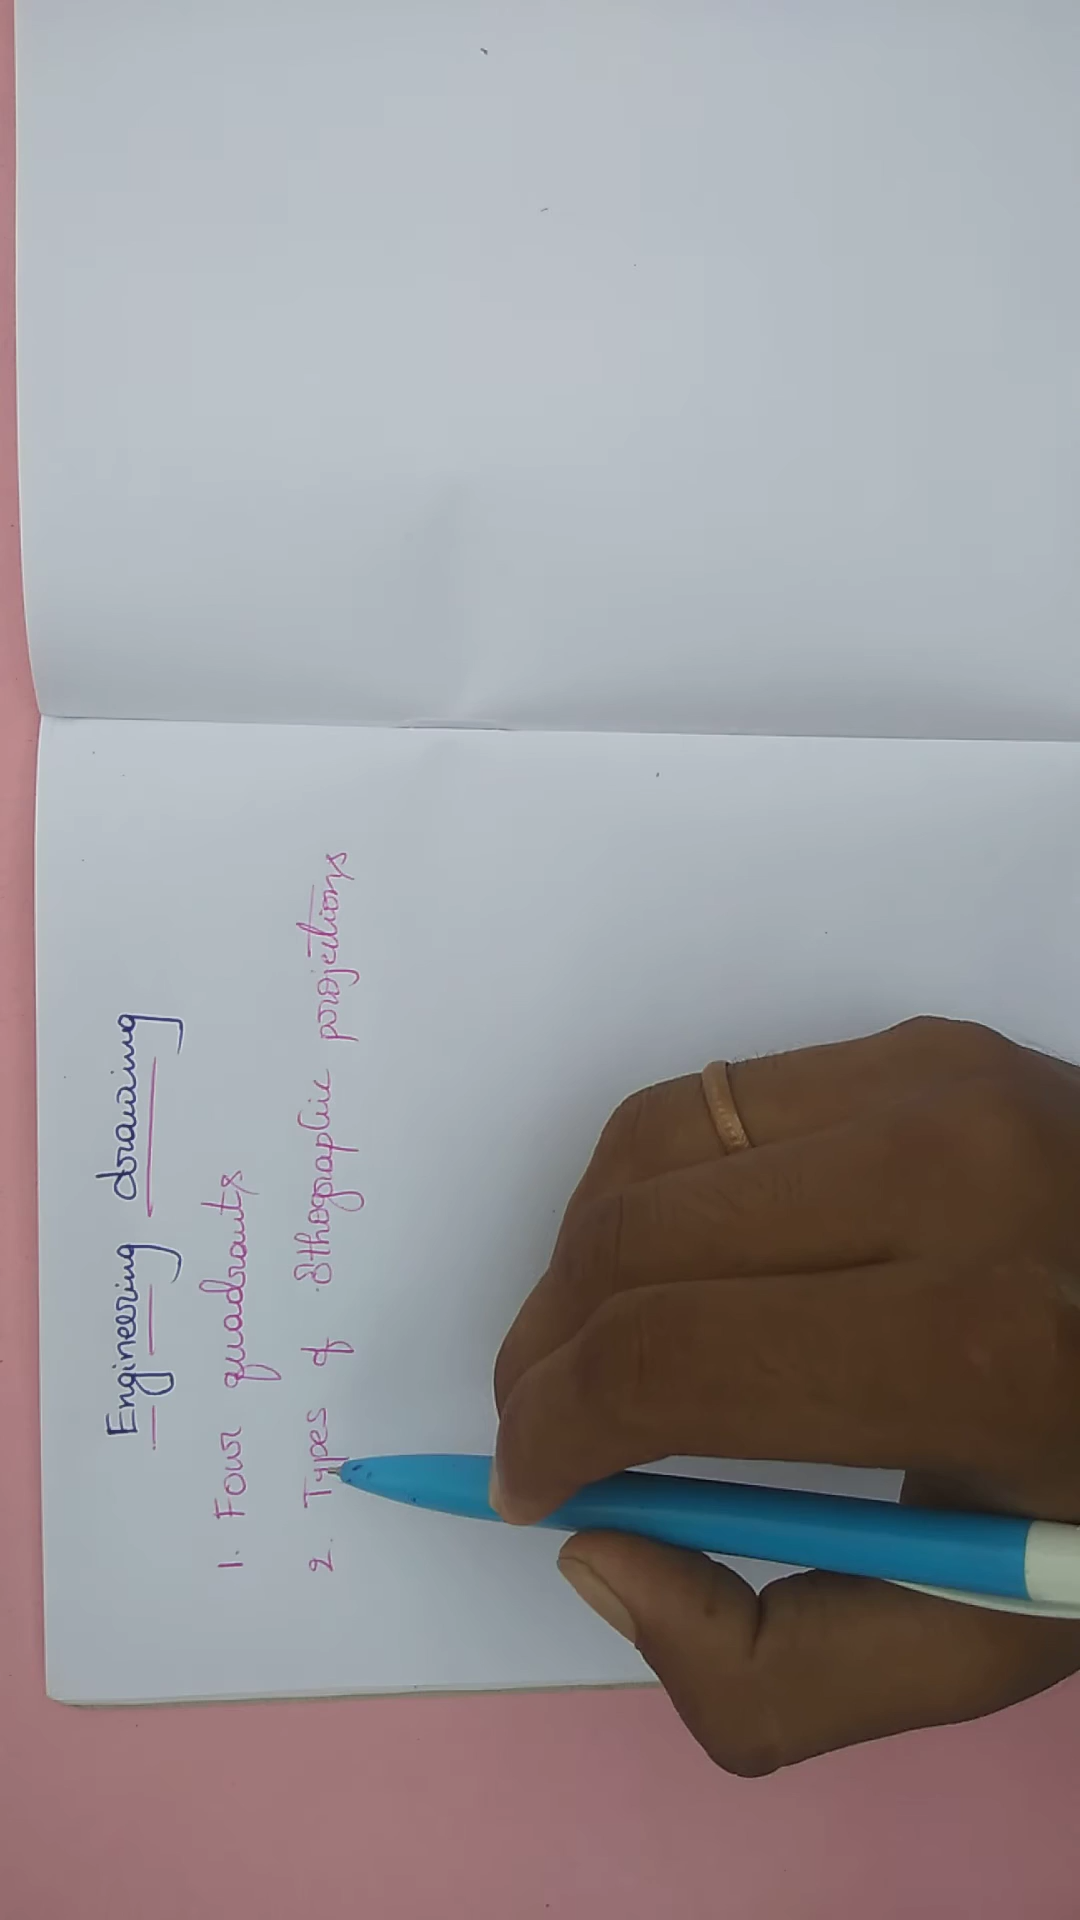 Engineering drawing
1. Four quadrants
2. Types of orthographic projections